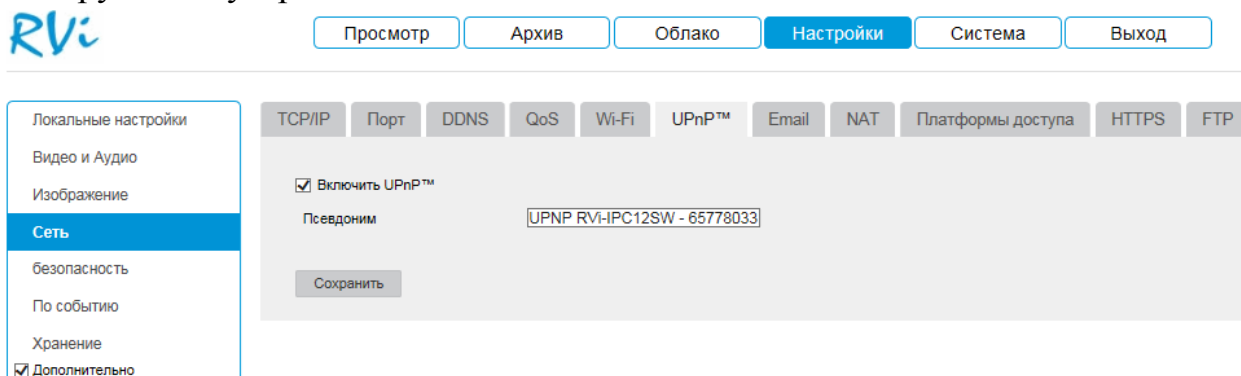 RVi
Просмотр Архив Облако Настройки Система Выход
TCP/IP Порт DDNS QoS Wi-Fi UPnP™ Email NAT Платформы доступа HTTPS FTP
Локальные настройки
Видео и Аудио
Изображение
Сеть
безопасность
По событию
Хранение
Дополнительно
Включить UPnP™
Псевдоним UPNP RVi-IPC12SW - 65778033
Сохранить